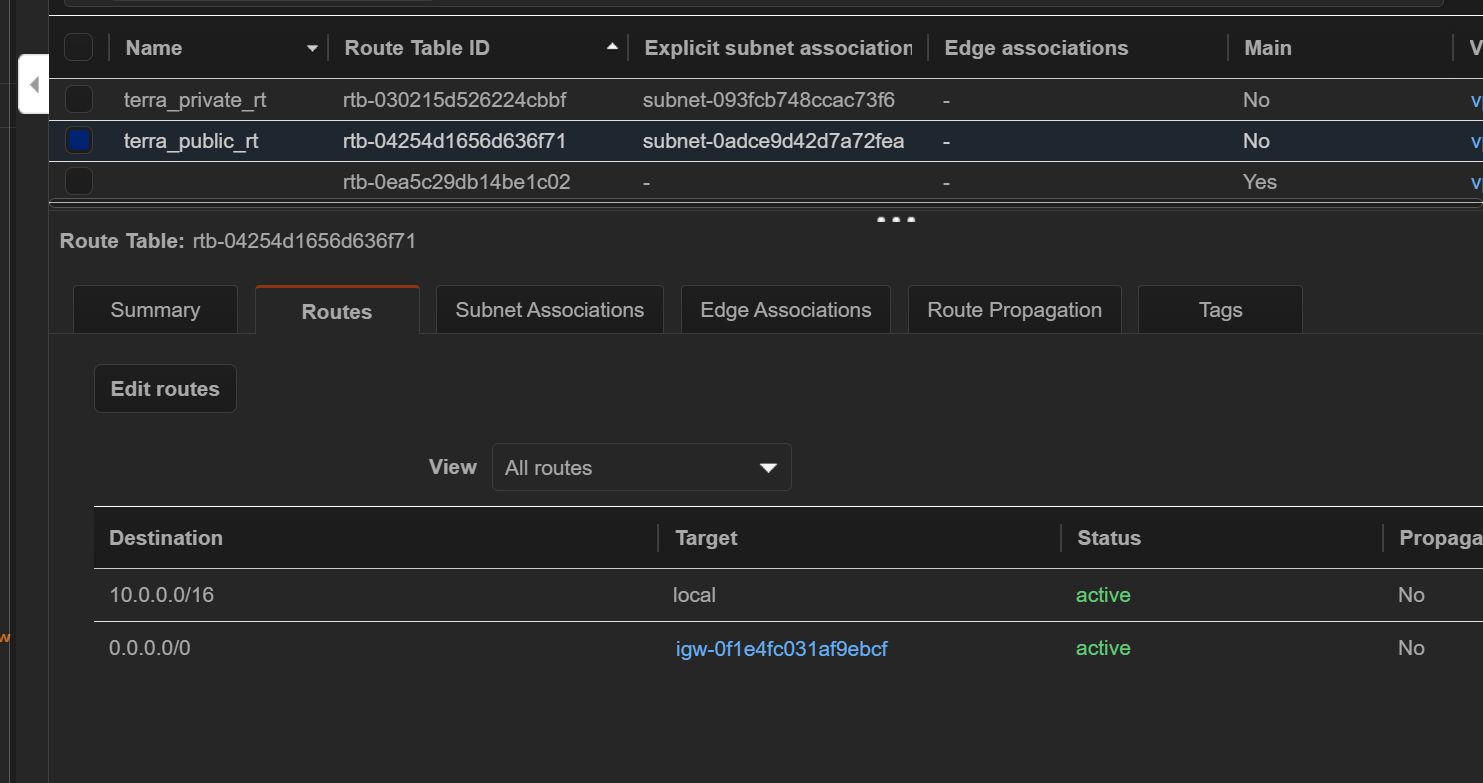 Name Route Table ID Explicit subnet association Edge associations Main V
terra_private_rt rtb-030215d526224cbbf subnet-093fcb748ccac73f6 - No
terra_public_rt rtb-04254d1656d636f71 subnet-0adce9d42d7a72fea - No
rtb-0ea5c29db14be1c02 - - Yes
Route Table: rtb-04254d1656d636f71
Summary Routes Subnet Associations Edge Associations Route Propagation Tags
Edit routes
View All routes
Destination Target Status Propaga
10.0.0.0/16 local active No
0.0.0.0/0 igw-0f1e4fc031af9ebcf active No